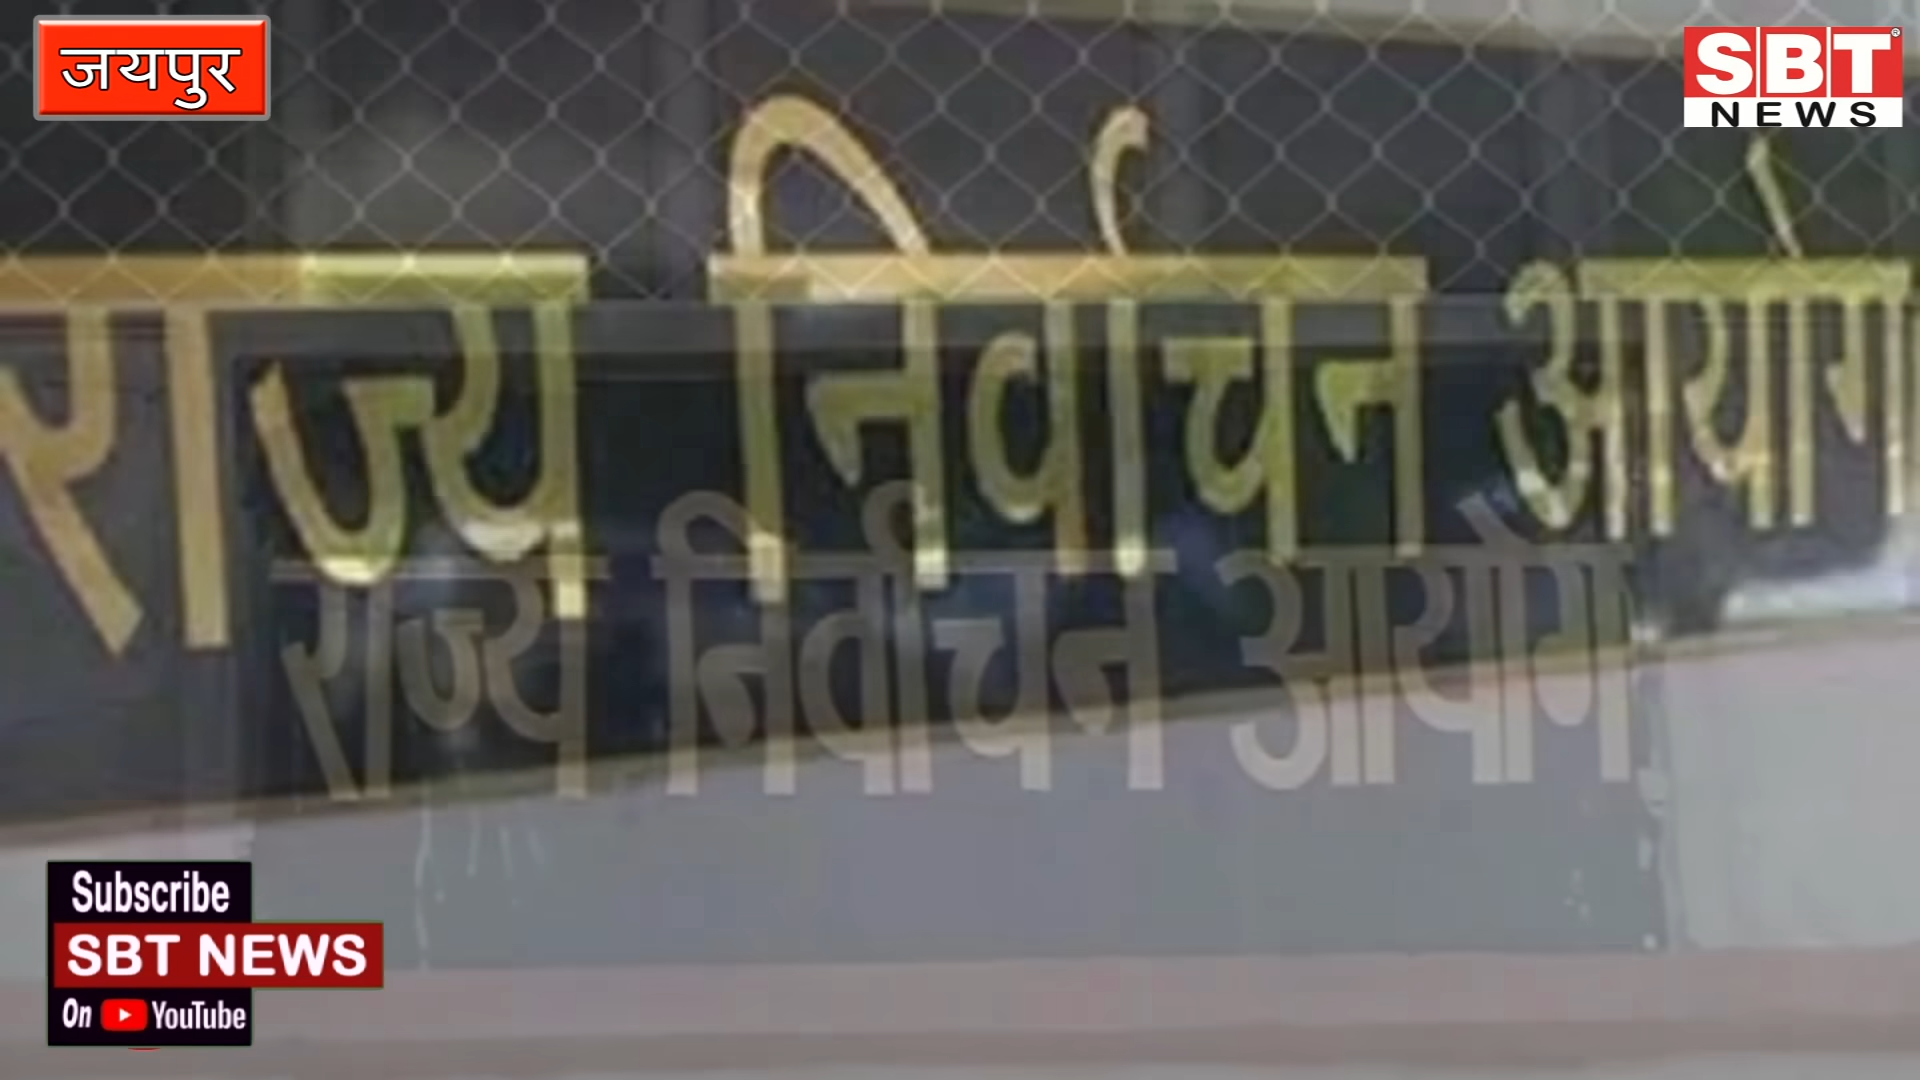 जयपुर
SBT
NEWS
राज्य निर्वाचन आयोग
राज्य निर्वाचन आयोग
Subscribe
SBT NEWS
On YouTube